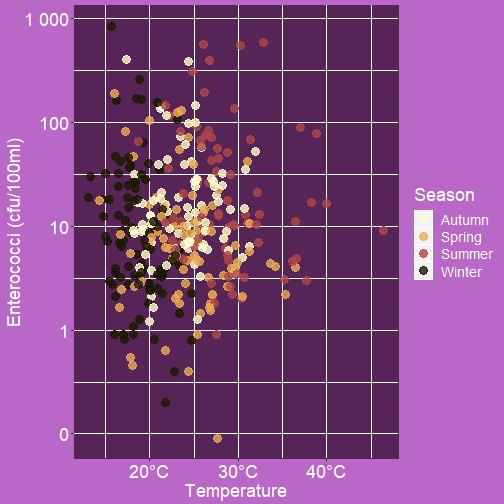 1 000
100
10
1
0
Enterococci (cfu/100ml)
20°C
30°C
40°C
Temperature
Season
Autumn
Spring
Summer
Winter